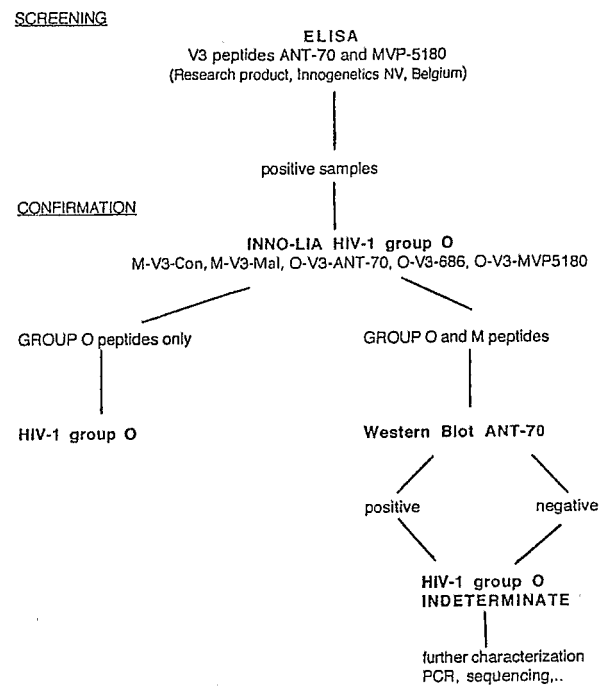 SCREENING
ELISA
V3 peptides ANT-70 and MVP-5180
(Research product, Innogenetics NV, Belgium)
positive samples
CONFIRMATION
INNO-LIA HIV-1 group O
M-V3-Con, M-V3-Mal, O-V3-ANT-70, O-V3-686, O-V3-MVP5180
GROUP O peptides only
GROUP O and M peptides
HIV-1 group O
Western Blot ANT-70
positive
negative
HIV-1 group O
INDETERMINATE
further characterization
PCR, sequencing,..